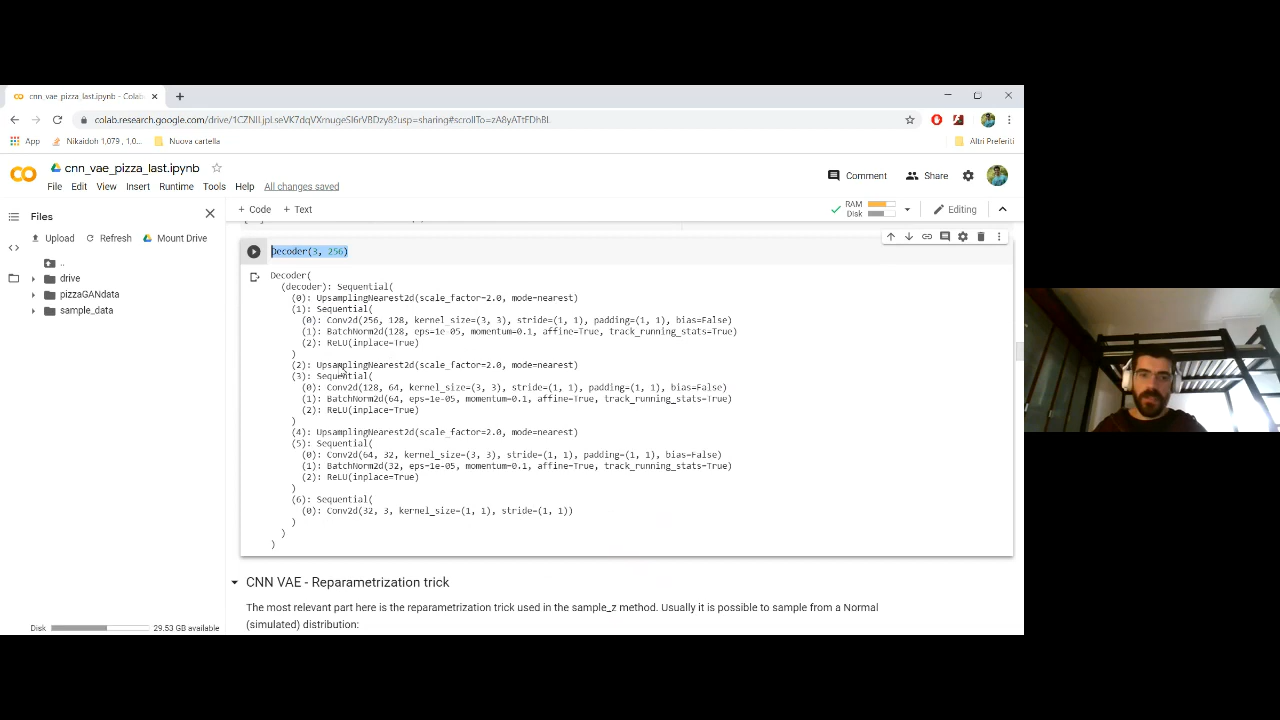 cnn_vae_pizza_last.ipynb - Colab
colab.research.google.com/drive/1CZNILjpLseVK7dqVXrnugeSI6rVBDzy8?usp=sharing#scrollTo=zA8yATtFDhBL
App
Nikaidoh 1,079 , 1,0...
Nuova cartella
Altri Preferiti
cnn_vae_pizza_last.ipynb
File Edit View Insert Runtime Tools Help All changes saved
Comment
Share
Files
+ Code + Text
RAM
Disk
Editing
Upload Refresh Mount Drive
..
drive
pizzaGANdata
sample_data
Decoder(3, 256)
Decoder(
(decoder): Sequential(
(0): UpsamplingNearest2d(scale_factor=2.0, mode=nearest)
(1): Sequential(
(0): Conv2d(256, 128, kernel_size=(3, 3), stride=(1, 1), padding=(1, 1), bias=False)
(1): BatchNorm2d(128, eps=1e-05, momentum=0.1, affine=True, track_running_stats=True)
(2): ReLU(inplace=True)
)
(2): UpsamplingNearest2d(scale_factor=2.0, mode=nearest)
(3): Sequential(
(0): Conv2d(128, 64, kernel_size=(3, 3), stride=(1, 1), padding=(1, 1), bias=False)
(1): BatchNorm2d(64, eps=1e-05, momentum=0.1, affine=True, track_running_stats=True)
(2): ReLU(inplace=True)
)
(4): UpsamplingNearest2d(scale_factor=2.0, mode=nearest)
(5): Sequential(
(0): Conv2d(64, 32, kernel_size=(3, 3), stride=(1, 1), padding=(1, 1), bias=False)
(1): BatchNorm2d(32, eps=1e-05, momentum=0.1, affine=True, track_running_stats=True)
(2): ReLU(inplace=True)
)
(6): Sequential(
(0): Conv2d(32, 3, kernel_size=(1, 1), stride=(1, 1))
)
)
)
CNN VAE - Reparametrization trick
The most relevant part here is the reparametrization trick used in the sample_z method. Usually it is possible to sample from a Normal
(simulated) distribution:
Disk 29.53 GB available